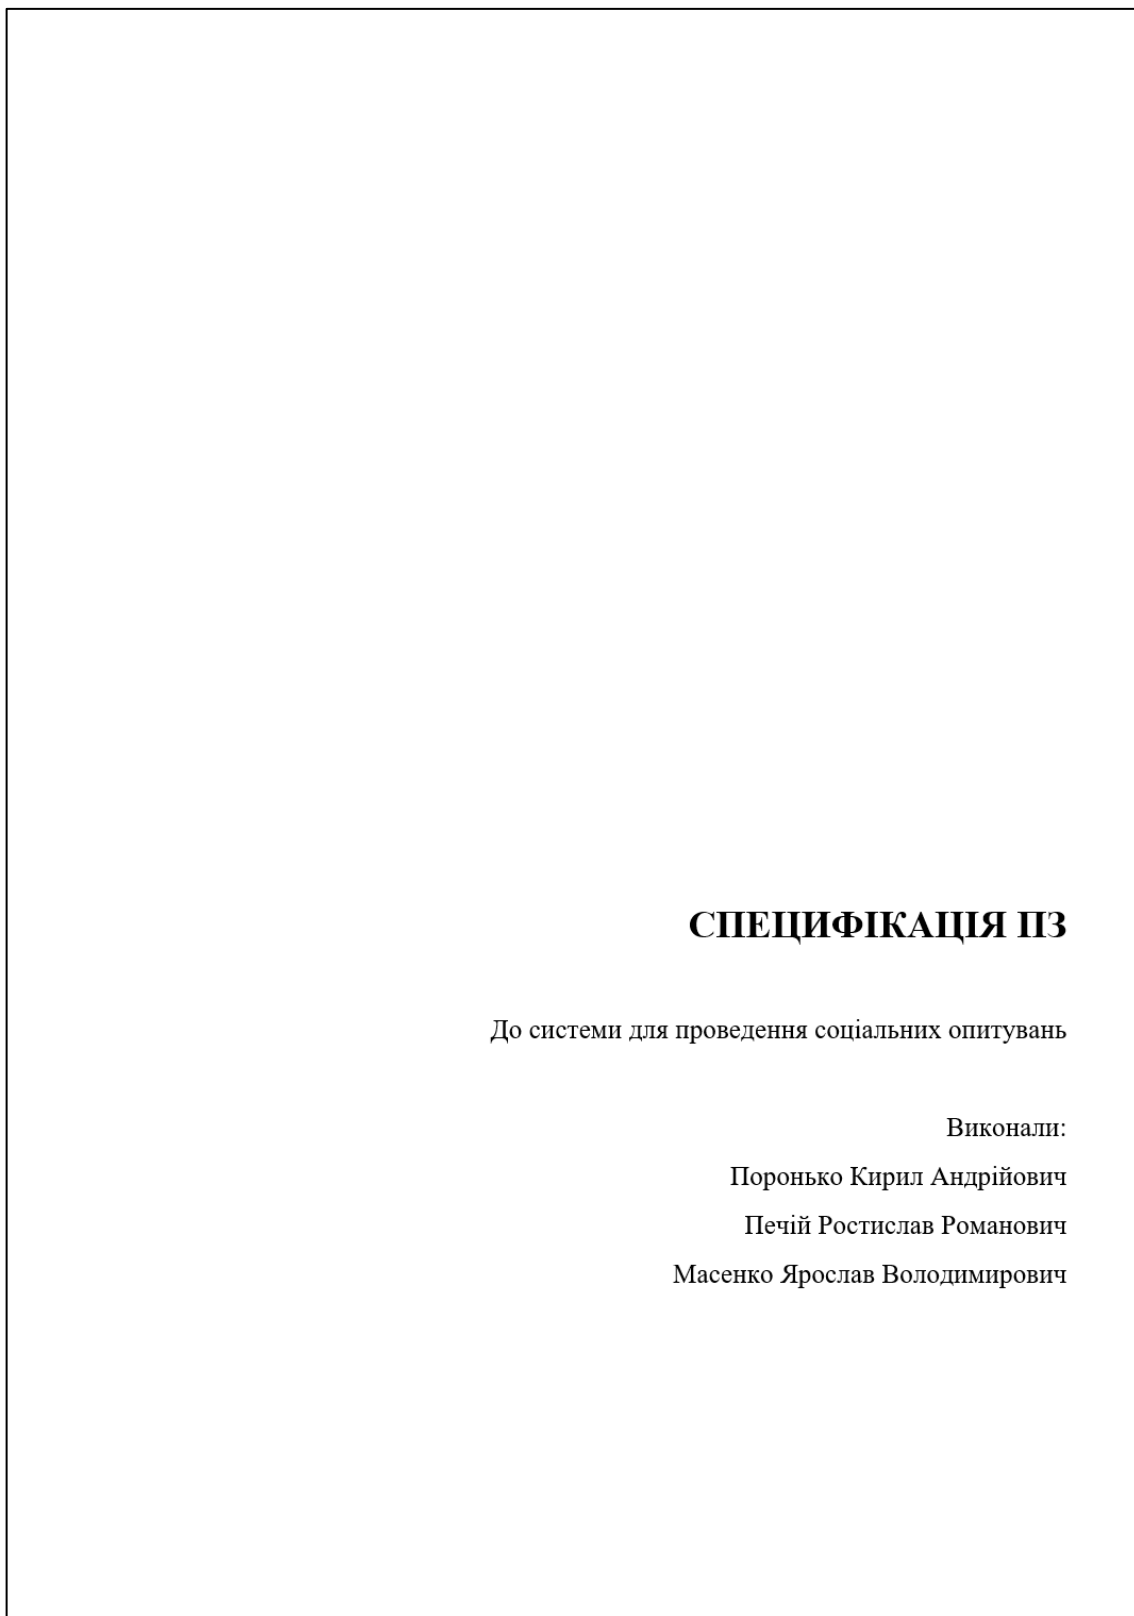 СПЕЦИФІКАЦІЯ ПЗ
До системи для проведення соціальних опитувань
Виконали:
Поронько Кирил Андрійович
Печій Ростислав Романович
Масенко Ярослав Володимирович